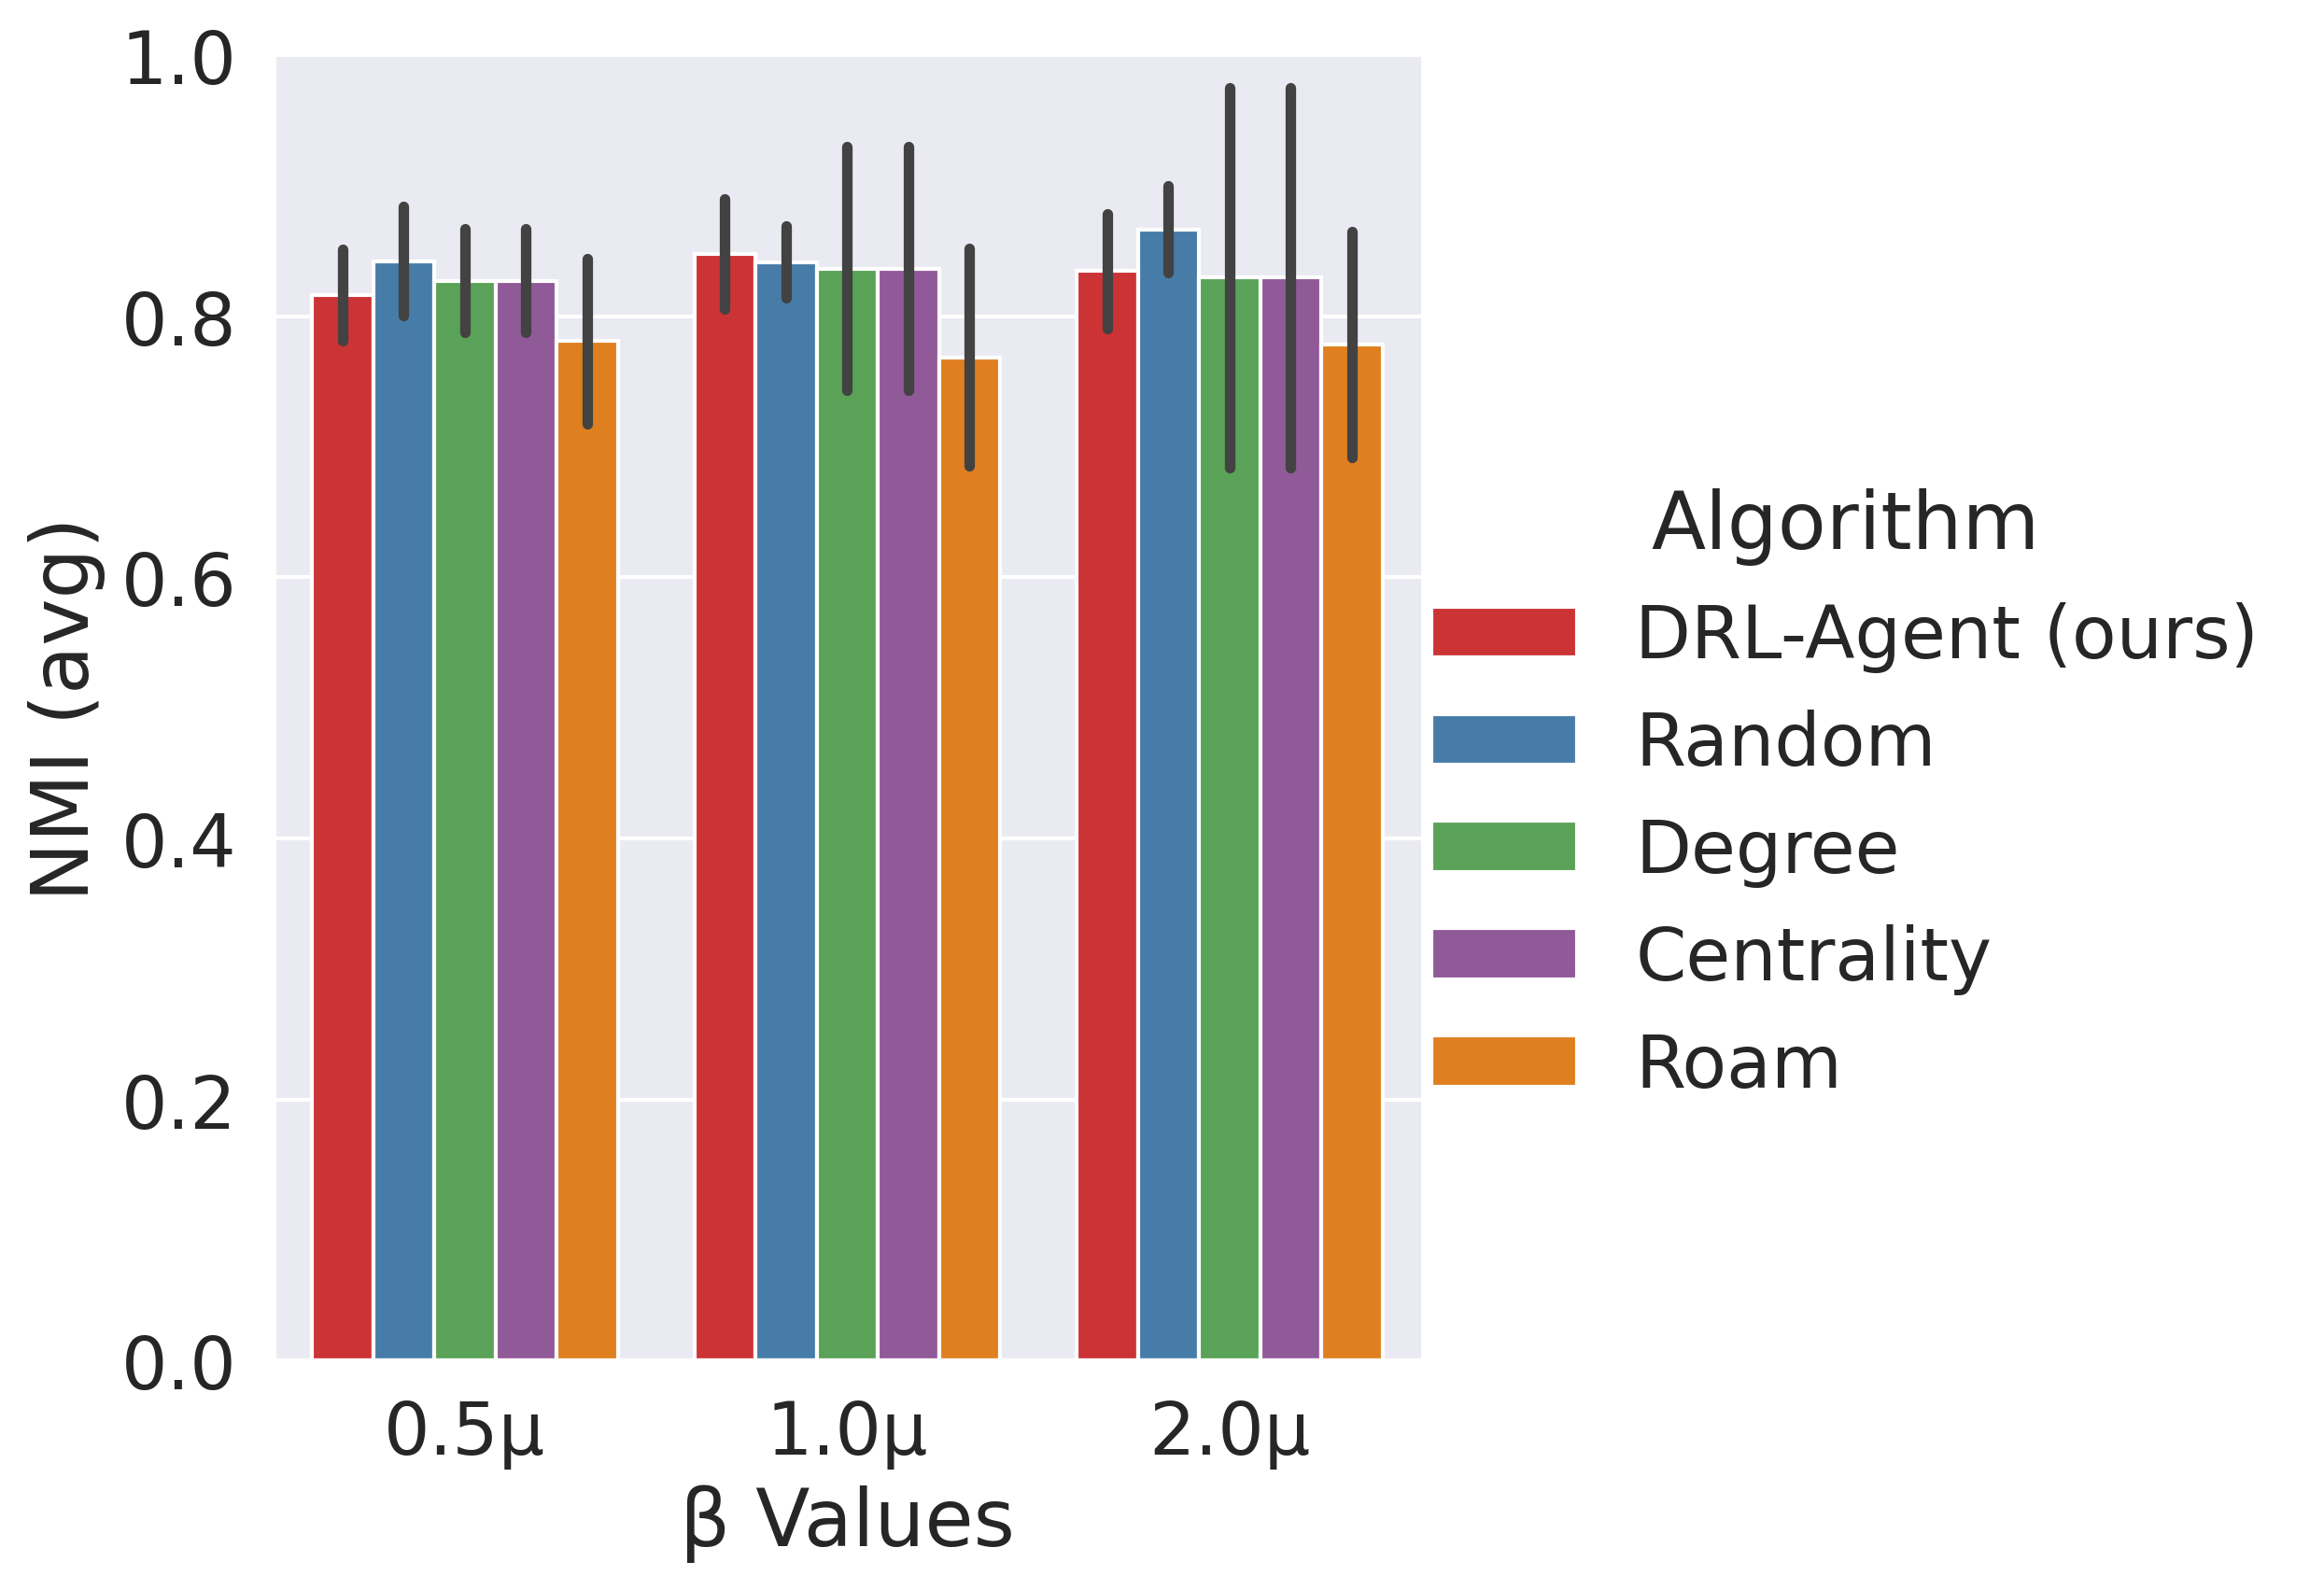 1.0
0.8
0.6
0.4
0.2
0.0
NMI (avg)
0.5μ 1.0μ 2.0μ
β Values
Algorithm
DRL-Agent (ours)
Random
Degree
Centrality
Roam